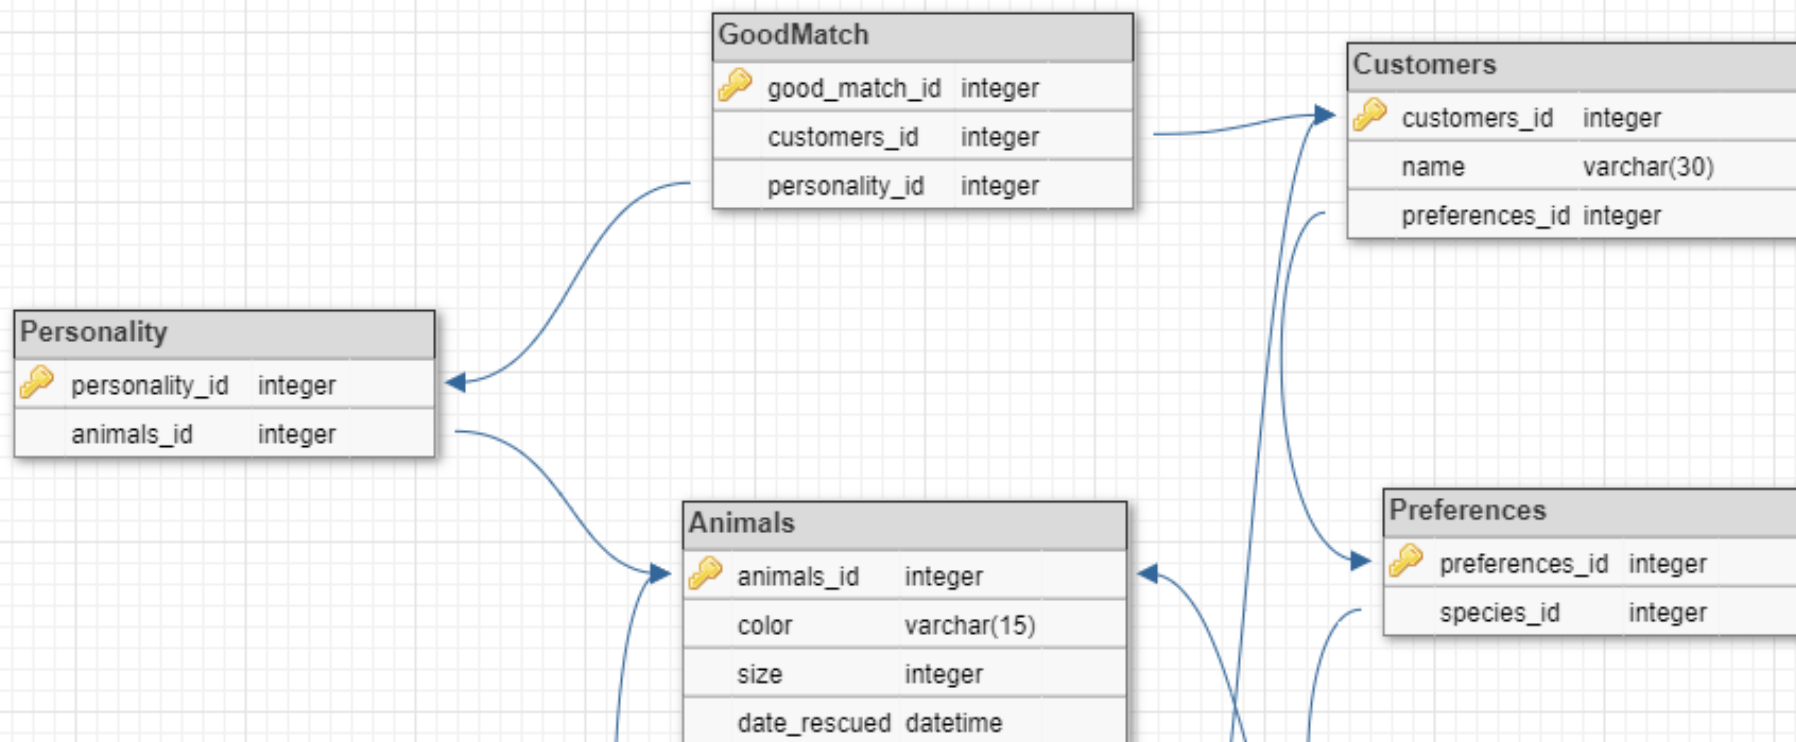 GoodMatch
good_match_id integer
customers_id integer
personality_id integer
Customers
customers_id integer
name varchar(30)
preferences_id integer
Personality
personality_id integer
animals_id integer
Animals
animals_id integer
color varchar(15)
size integer
date_rescued datetime
Preferences
preferences_id integer
species_id integer